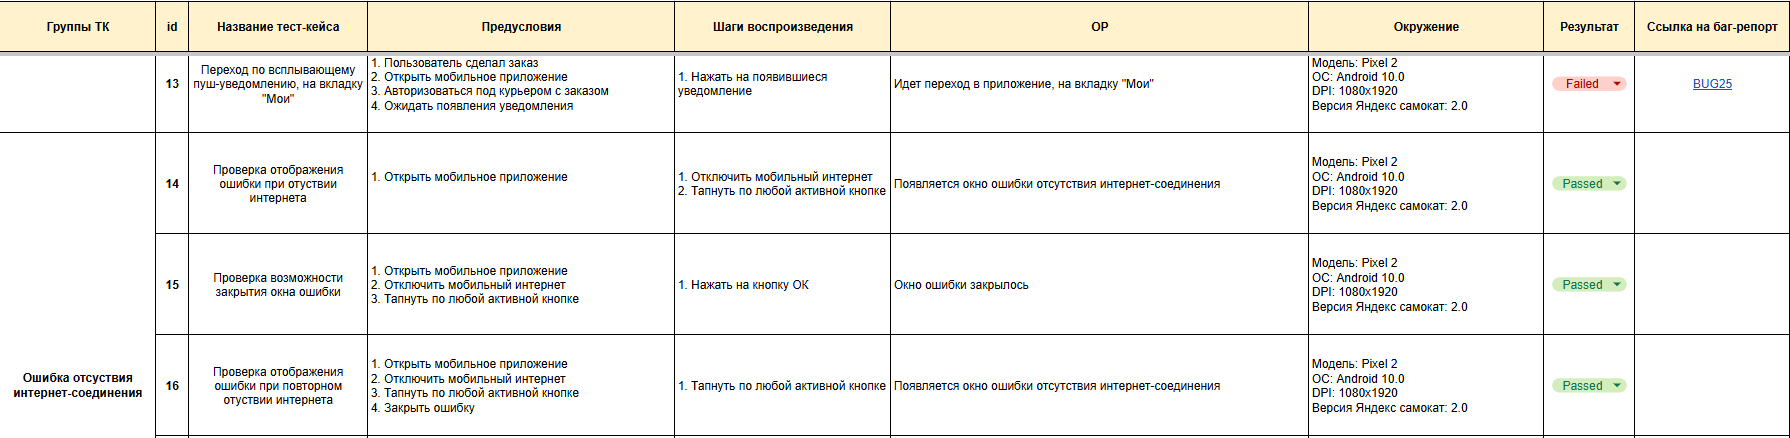 Группы ТК
id
Название тест-кейса
Предусловия
Шаги воспроизведения
ОР
Окружение
Результат
Ссылка на баг-репорт
13
Переход по всплывающему
пуш-уведомлению, на вкладку
"Мои"
1. Пользователь сделал заказ
2. Открыть мобильное приложение
3. Авторизоваться под курьером с заказом
4. Ожидать появления уведомления
1. Нажать на появившиеся
уведомление
Идет переход в приложение, на вкладку "Мои"
Модель: Pixel 2
ОС: Android 10.0
DPI: 1080x1920
Версия Яндекс самокат: 2.0
Failed
BUG25
Ошибка отсуствия
интернет-соединения
14
Проверка отображения
ошибки при отуствии
интернета
1. Открыть мобильное приложение
1. Отключить мобильный интернет
2. Тапнуть по любой активной кнопке
Появляется окно ошибки отсутствия интернет-соединения
Модель: Pixel 2
ОС: Android 10.0
DPI: 1080x1920
Версия Яндекс самокат: 2.0
Passed
15
Проверка возможности
закрытия окна ошибки
1. Открыть мобильное приложение
2. Отключить мобильный интернет
3. Тапнуть по любой активной кнопке
1. Нажать на кнопку ОК
Окно ошибки закрылось
Модель: Pixel 2
ОС: Android 10.0
DPI: 1080x1920
Версия Яндекс самокат: 2.0
Passed
16
Проверка отображения
ошибки при повторном
отуствии интернета
1. Открыть мобильное приложение
2. Отключить мобильный интернет
3. Тапнуть по любой активной кнопке
4. Закрыть ошибку
1. Тапнуть по любой активной кнопке
Появляется окно ошибки отсутствия интернет-соединения
Модель: Pixel 2
ОС: Android 10.0
DPI: 1080x1920
Версия Яндекс самокат: 2.0
Passed